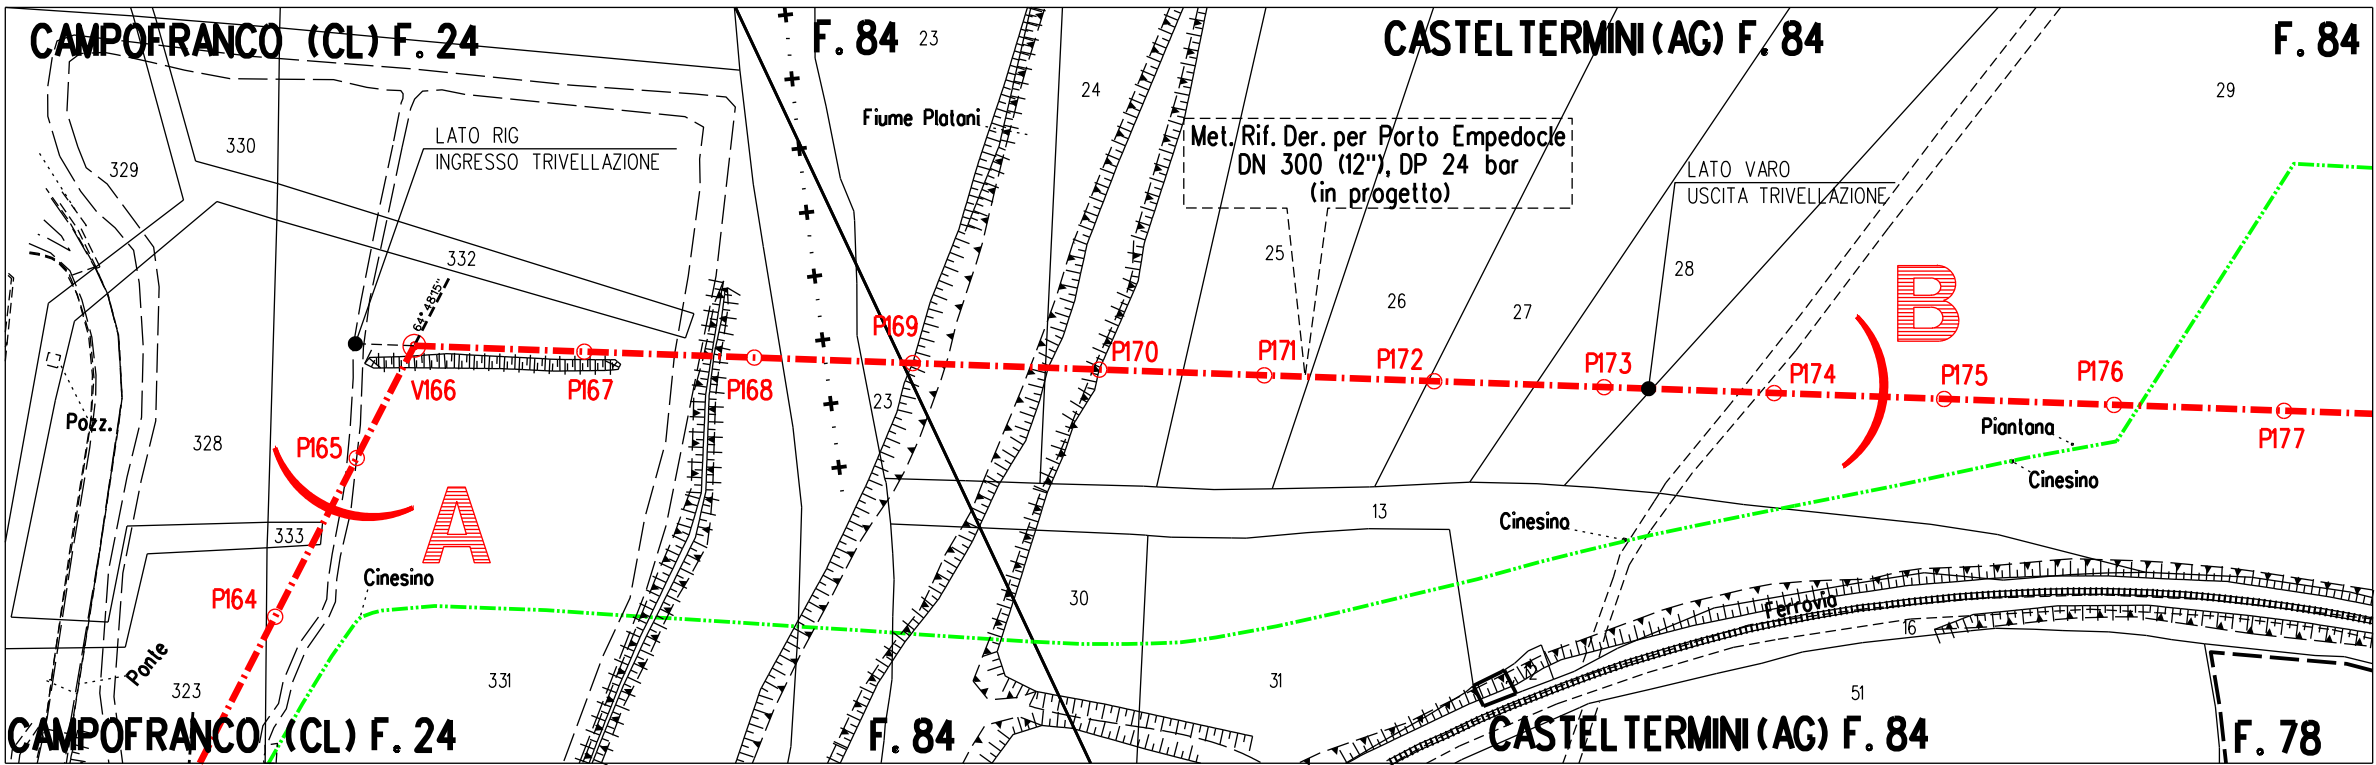 CAMPOFRANCO (CL) F. 24
F. 84
23
CASTELTERMINI (AG) F. 84
F. 84
24
29
Fiume Platani
LATO RIG
INGRESSO TRIVELLAZIONE
330
329
Met. Rif. Der. per Porto Empedocle
DN 300 (12"), DP 24 bar
(in progetto)
LATO VARO
USCITA TRIVELLAZIONE
332
64°4815"
25
28
26
27
B
P169
P170
P171
P172
P173
P174
P175
P176
V166
P167
P168
23
Pozz.
328
P165
Piantana
P177
Cinesino
A
13
Cinesino
333
Cinesino
P164
30
Ferrovia
16
Ponte
323
331
31
12
51
CAMPOFRANCO (CL) F. 24
F. 84
CASTELTERMINI (AG) F. 84
F. 78